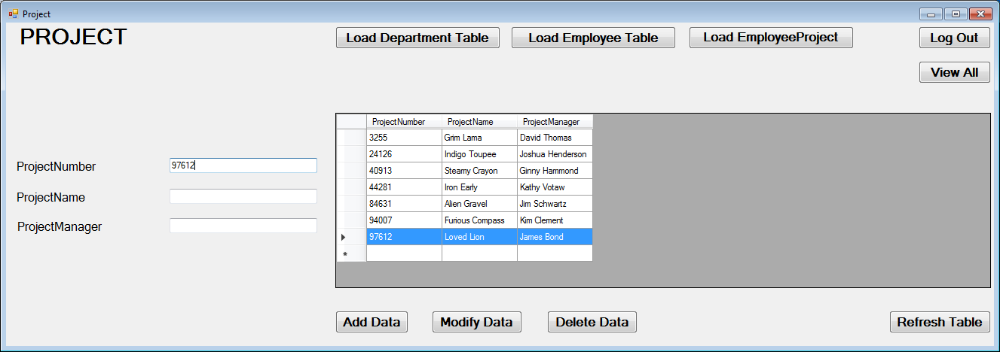 Project
PROJECT
Load Department Table Load Employee Table Load EmployeeProject Log Out
View All
ProjectNumber 97612
ProjectName
ProjectManager
ProjectNumber ProjectName ProjectManager
3255 Grim Lama David Thomas
24126 Indigo Toupee Joshua Henderson
40913 Steamy Crayon Ginny Hammond
44281 Iron Early Kathy Votaw
84631 Alien Gravel Jim Schwartz
94007 Furious Compass Kim Clement
97612 Loved Lion James Bond
*
Add Data Modify Data Delete Data Refresh Table